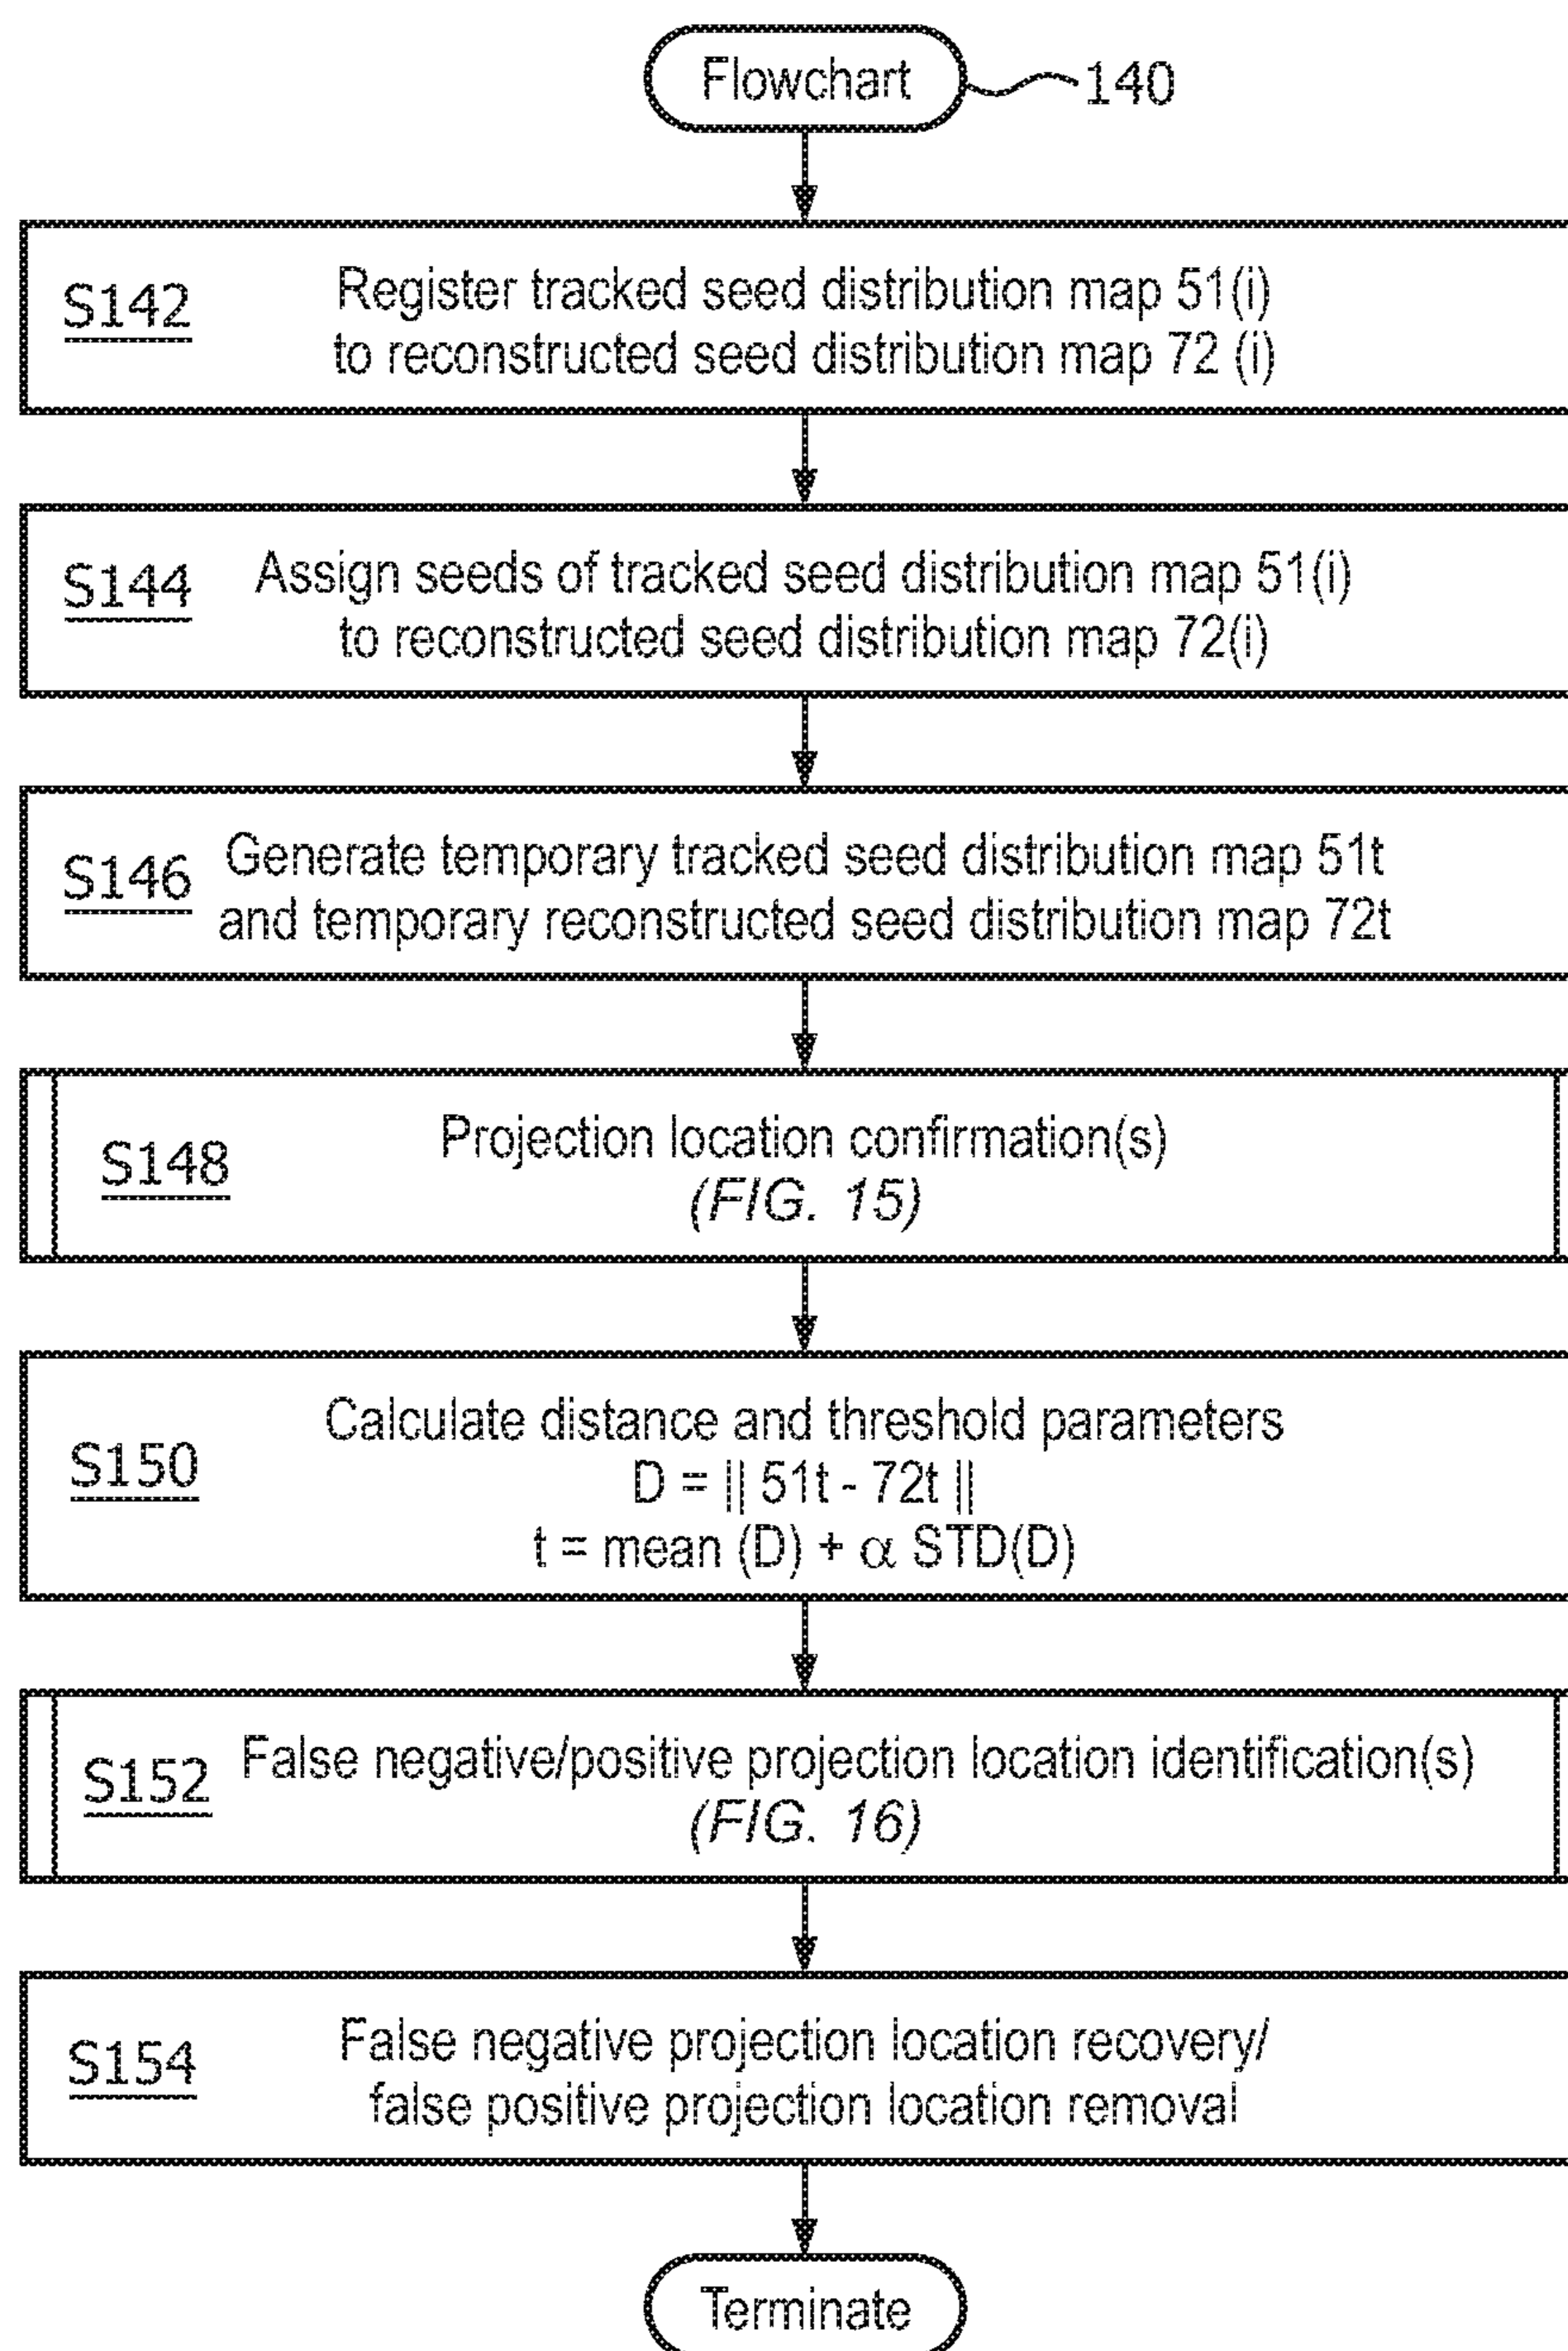 Flowchart 140
S142 Register tracked seed distribution map 51(i)
to reconstructed seed distribution map 72 (i)
S144 Assign seeds of tracked seed distribution map 51(i)
to reconstructed seed distribution map 72(i)
S146 Generate temporary tracked seed distribution map 51t
and temporary reconstructed seed distribution map 72t
S148 Projection location confirmation(s)
(FIG. 15)
S150 Calculate distance and threshold parameters
D = || 51t - 72t ||
t = mean (D) + α STD(D)
S152 False negative/positive projection location identification(s)
(FIG. 16)
S154 False negative projection location recovery/
false positive projection location removal
Terminate